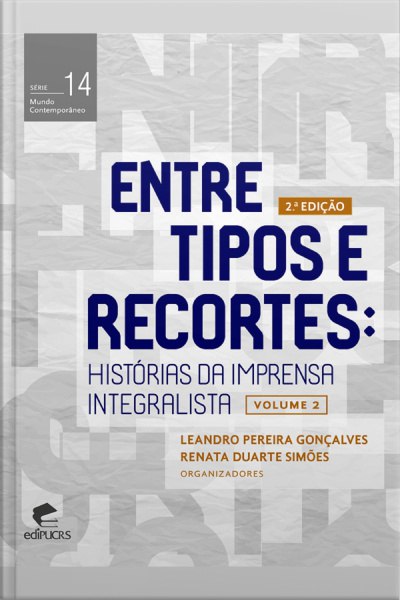 SÉRIE 14
Mundo
Contemporâneo
ENTRE
2.ª EDIÇÃO
TIPOS E
RECORTES:
HISTÓRIAS DA IMPRENSA
INTEGRALISTA VOLUME 2
LEANDRO PEREIRA GONÇALVES
RENATA DUARTE SIMÕES
ORGANIZADORES
ediPUCRS